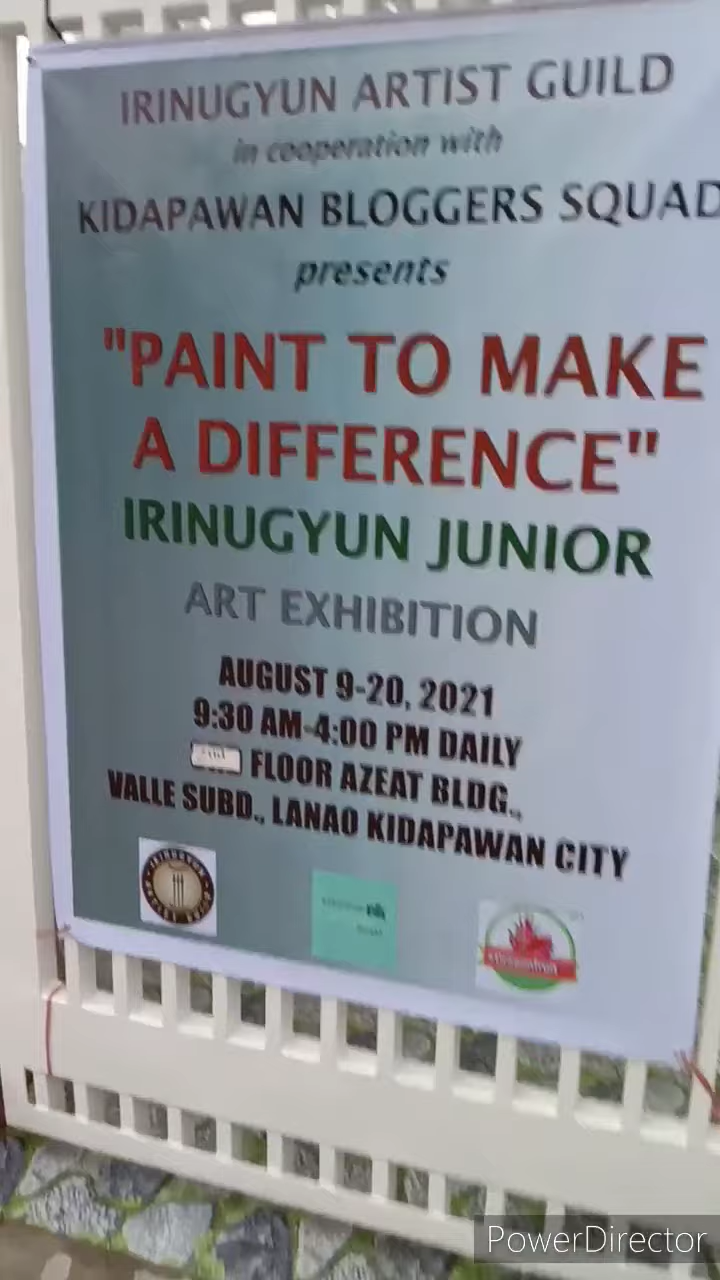 IRINUGYUN ARTIST GUILD
in cooperation with
KIDAPAWAN BLOGGERS SQUAD
presents
"PAINT TO MAKE
A DIFFERENCE"
IRINUGYUN JUNIOR
ART EXHIBITION
AUGUST 9-20, 2021
9:30 AM-4:00 PM DAILY
FLOOR AZEAT BLDG.,
VALLE SUBD., LANAO KIDAPAWAN CITY
IRINUGYUN
PowerDirector